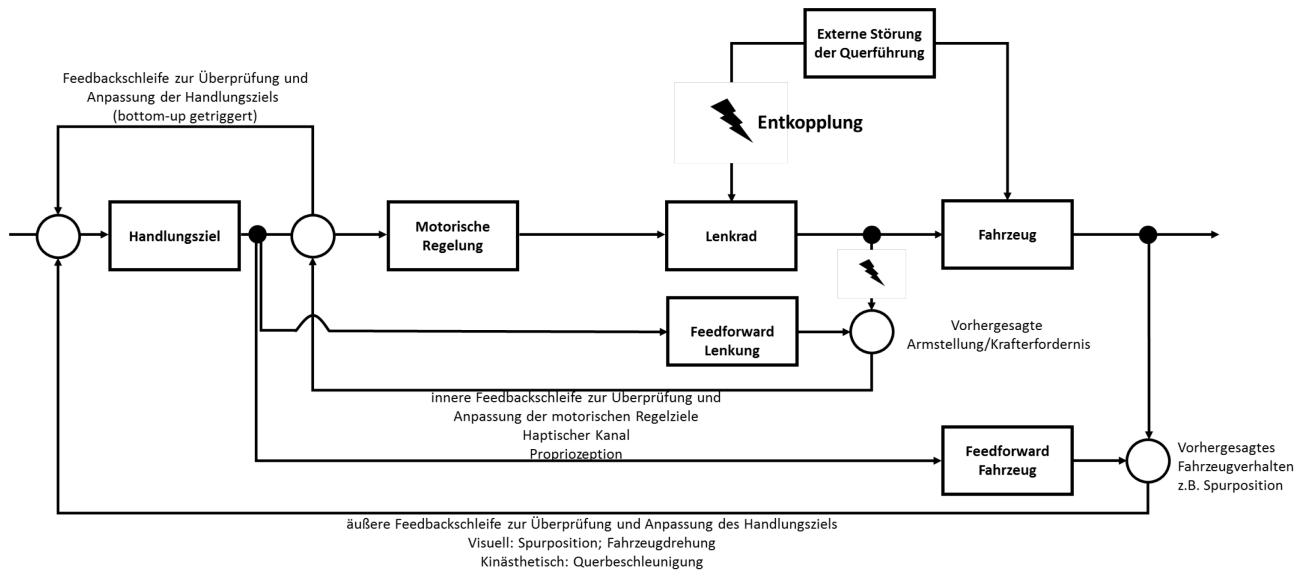 Externe Störung
der Querführung
Feedbackschleife zur Überprüfung und
Anpassung der Handlungsziels
(bottom-up getriggert)
Entkopplung
Handlungsziel
Motorische
Regelung
Lenkrad
Fahrzeug
Feedforward
Lenkung
Vorhergesagte
Armstellung/Krafterfordernis
innere Feedbackschleife zur Überprüfung und
Anpassung der motorischen Regelziele
Haptischer Kanal
Propriozeption
Feedforward
Fahrzeug
Vorhergesagtes
Fahrzeugverhalten
z.B. Spurposition
äußere Feedbackschleife zur Überprüfung und Anpassung des Handlungsziels
Visuell: Spurposition; Fahrzeugdrehung
Kinästhetisch: Querbeschleunigung